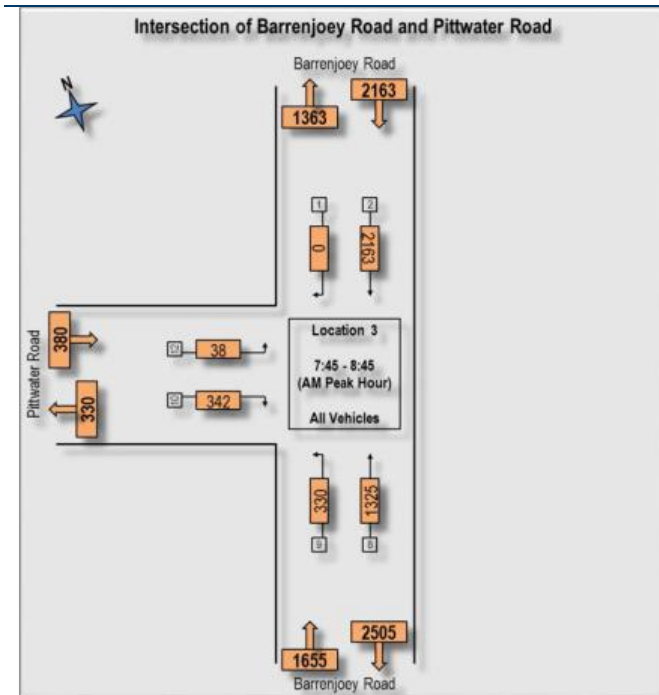 Intersection of Barrenjoey Road and Pittwater Road
N
Barrenjoey Road
1363
2163
1
2
0
2163
Pittwater Road
380
330
12
38
10
342
Location 3
7:45 - 8:45
(AM Peak Hour)
All Vehicles
330
1325
9
8
1655
2505
Barrenjoey Road